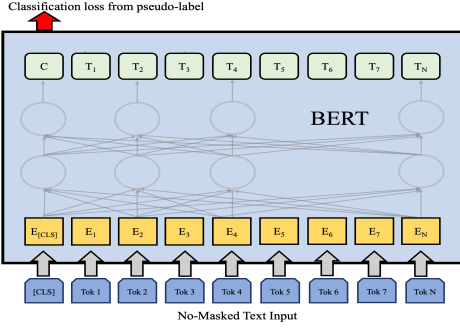 Classification loss from pseudo-label
C T1 T2 T3 T4 T5 T6 T7 TN
BERT
E[CLS] E1 E2 E3 E4 E5 E6 E7 EN
[CLS] Tok 1 Tok 2 Tok 3 Tok 4 Tok 5 Tok 6 Tok 7 Tok N
No-Masked Text Input